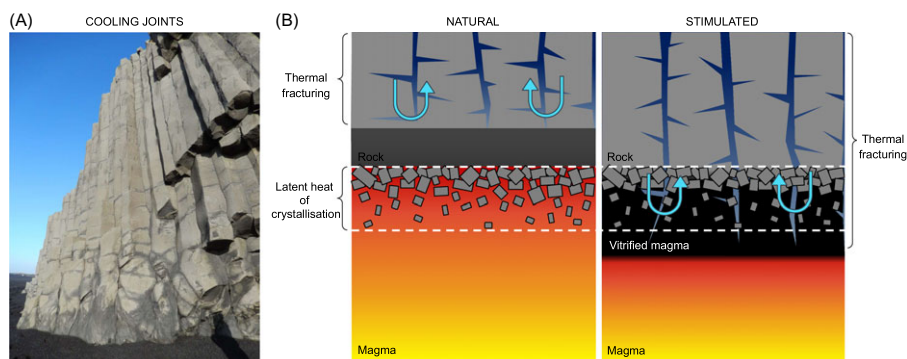 (A)
COOLING JOINTS
(B)
NATURAL
STIMULATED
Thermal
fracturing
Rock
Latent heat
of
crystallisation
Magma
Rock
Vitrified magma
Magma
Thermal
fracturing